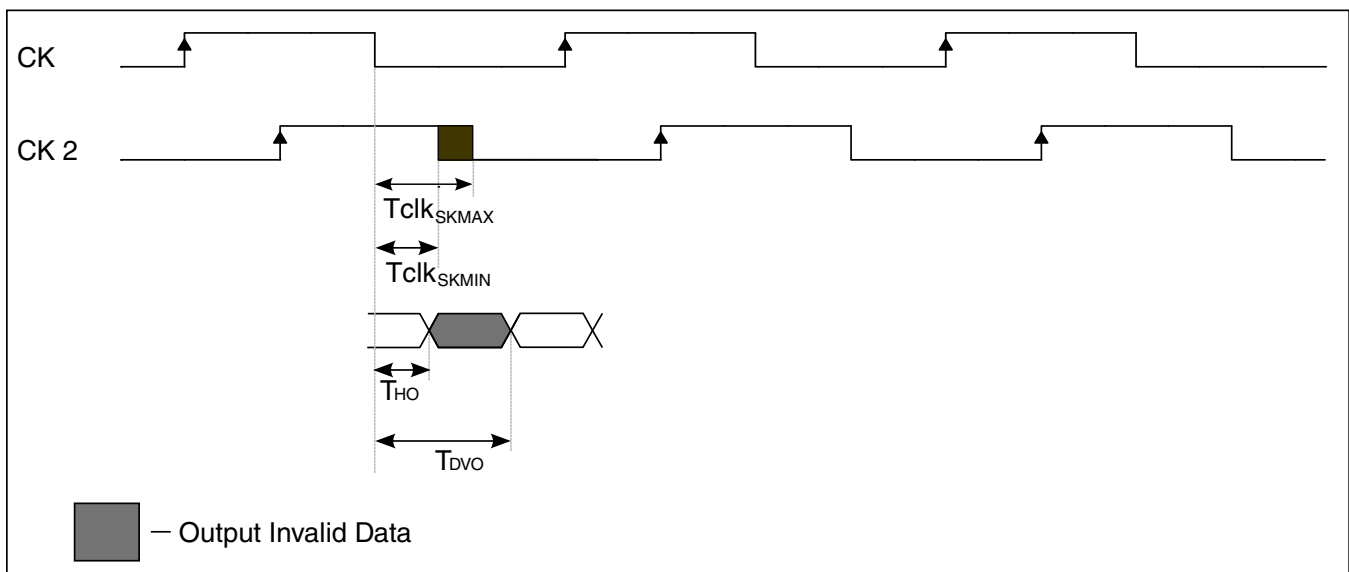 CK
CK 2
TclkSKMAX
TclkSKMIN
THO
TDVO
– Output Invalid Data